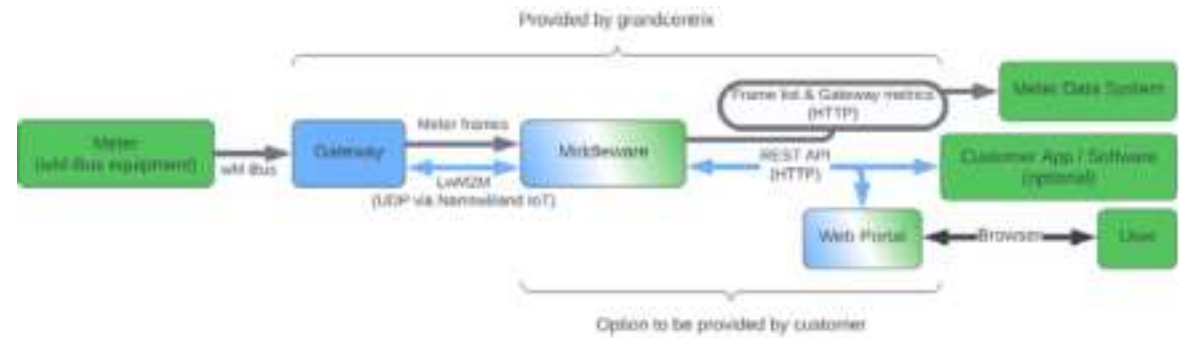 Provided by grandcentrix
Meter
(wM-Bus equipment)
wM-Bus
Gateway
Meter frames
LwM2M
(UDP via Narrowband IoT)
Middleware
Frame list & Gateway metrics
(HTTP)
REST API
(HTTP)
Meter Data System
Customer App / Software
(optional)
Web Portal
Browser
User
Option to be provided by customer